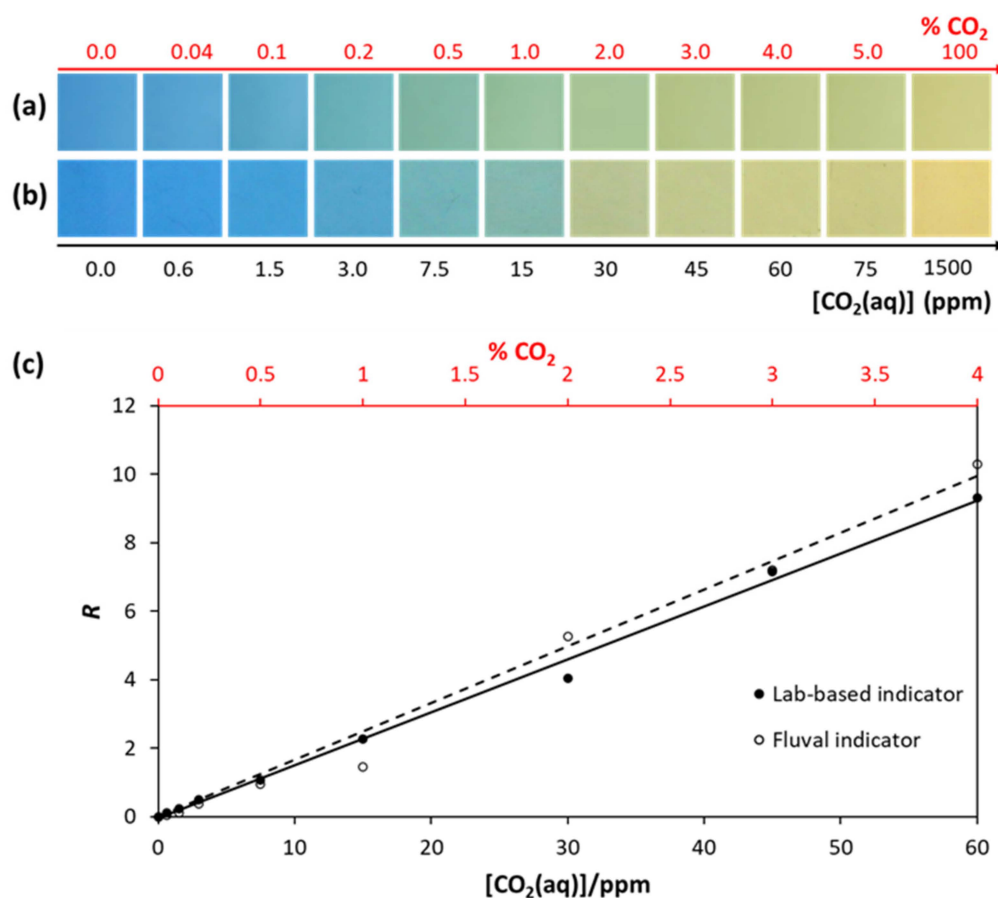 % CO₂
0.0 0.04 0.1 0.2 0.5 1.0 2.0 3.0 4.0 5.0 100
(a)
(b)
0.0 0.6 1.5 3.0 7.5 15 30 45 60 75 1500
[CO₂(aq)] (ppm)
(c)
% CO₂
0 0.5 1 1.5 2 2.5 3 3.5 4
12
10
8
6
4
2
0
R
Lab-based indicator
Fluval indicator
0 10 20 30 40 50 60
[CO₂(aq)]/ppm